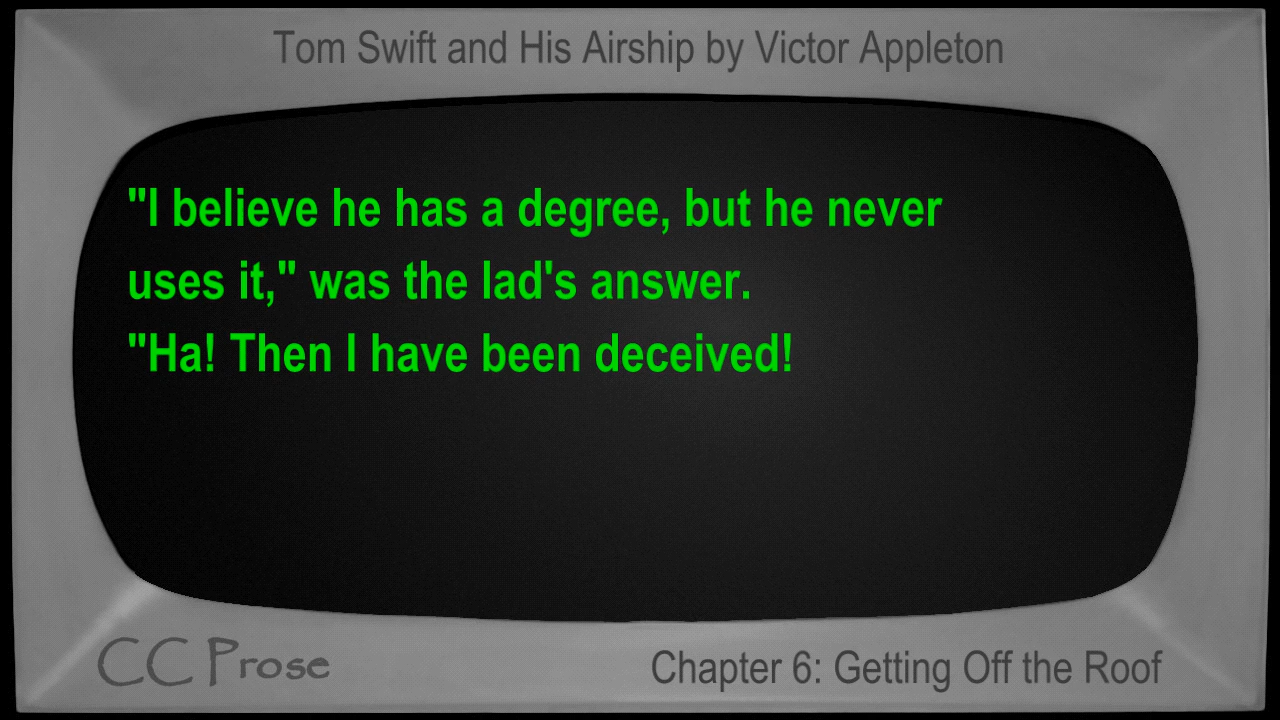 Tom Swift and His Airship by Victor Appleton
"I believe he has a degree, but he never
uses it," was the lad's answer.
"Ha! Then I have been deceived!
CC Prose
Chapter 6: Getting Off the Roof